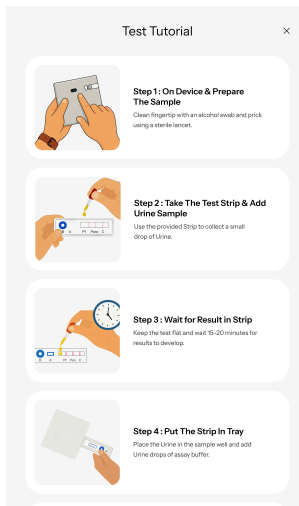 Test Tutorial
Step 1 : On Device & Prepare
The Sample
Clean fingertip with an alcohol swab and prick
using a sterile lancet.
Step 2 : Take The Test Strip & Add
Urine Sample
Use the provided Strip to collect a small
drop of Urine.
Step 3 : Wait for Result in Strip
Keep the test flat and wait 15-20 minutes for
results to develop.
Step 4 : Put The Strip In Tray
Place the Urine in the sample well and add
Urine drops of assay buffer.